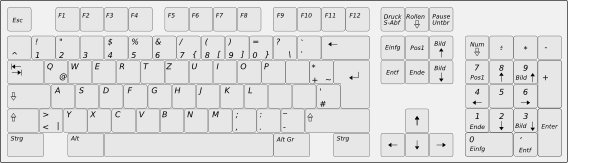 Esc F1 F2 F3 F4 F5 F6 F7 F8 F9 F10 F11 F12 Druck S-Abf Rollen ⇩ Pause Untbr
^ ! 1 2 3 $ 4 % 5 & 6 / 7 { ( 8 [ ) 9 ] = 0 } ? \ ` ← Einfg Pos1 Bild ↑ Num ⇩ ÷ * -
Q @ W E R T Z U I O P * + ~ ↵ Entf Ende Bild ↓ 7 Pos1 8 ↑ 9 Bild ↑ +
⇩ A S D F G H J K L ' # 4 ← 5 6 →
⇧ > < | Y X C V B N M ; , : . - ⇧ ↑ 1 Ende 2 ↓ 3 Bild ↓ Enter
Strg Alt Alt Gr Strg ← ↓ → 0 Einfg , Entf